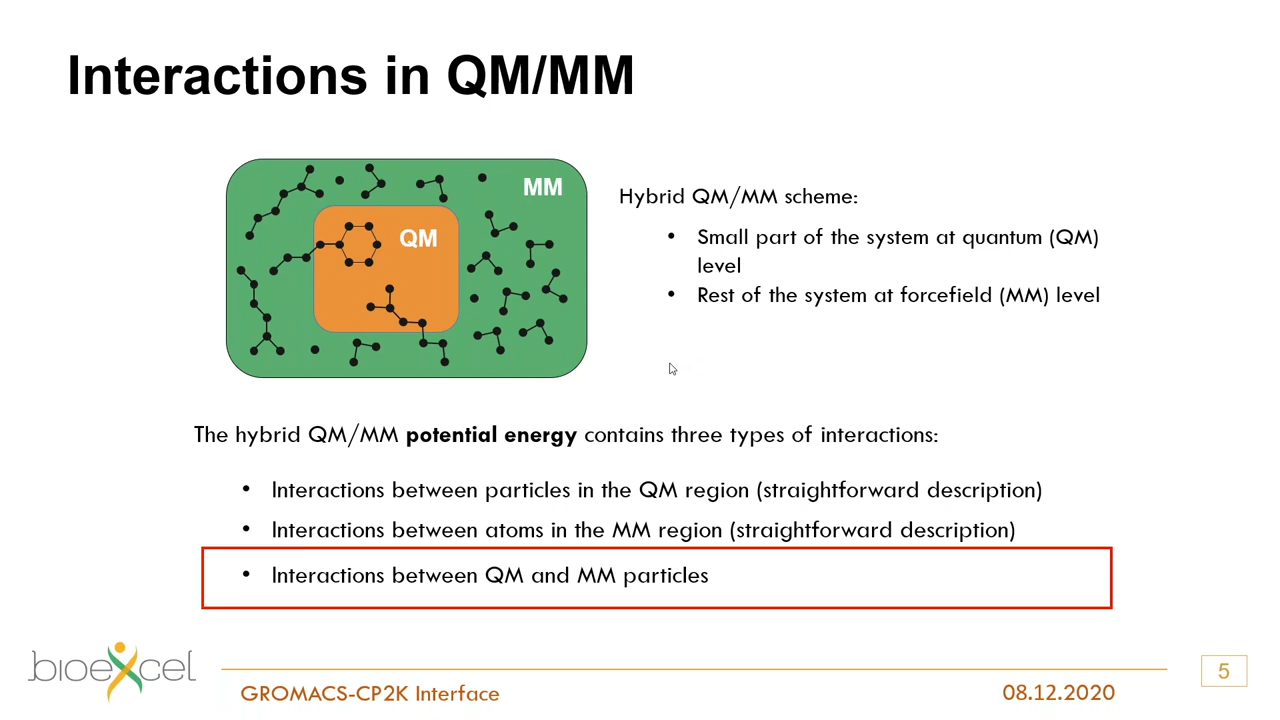 Interactions in QM/MM
MM
QM
Hybrid QM/MM scheme:
• Small part of the system at quantum (QM)
level
• Rest of the system at forcefield (MM) level
The hybrid QM/MM potential energy contains three types of interactions:
• Interactions between particles in the QM region (straightforward description)
• Interactions between atoms in the MM region (straightforward description)
• Interactions between QM and MM particles
bioexcel
GROMACS-CP2K Interface
08.12.2020
5